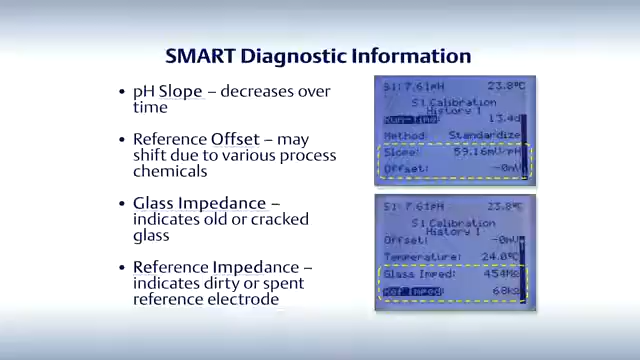 SMART Diagnostic Information
• pH Slope – decreases over
time
• Reference Offset – may
shift due to various process
chemicals
• Glass Impedance –
indicates old or cracked
glass
• Reference Impedance –
indicates dirty or spent
reference electrode
S1: 7.61pH 23.8°C
S1 Calibration
History 1
Run-Time: 13.4d
Method: Standardize
Slope: 59.16mV/pH
Offset: -0mV
S1: 7.61pH 23.8°C
S1 Calibration
History 1
Offset: -0mV
Temperature: 24.0°C
Glass Imped: 454MΩ
Ref Imped: 68kΩ